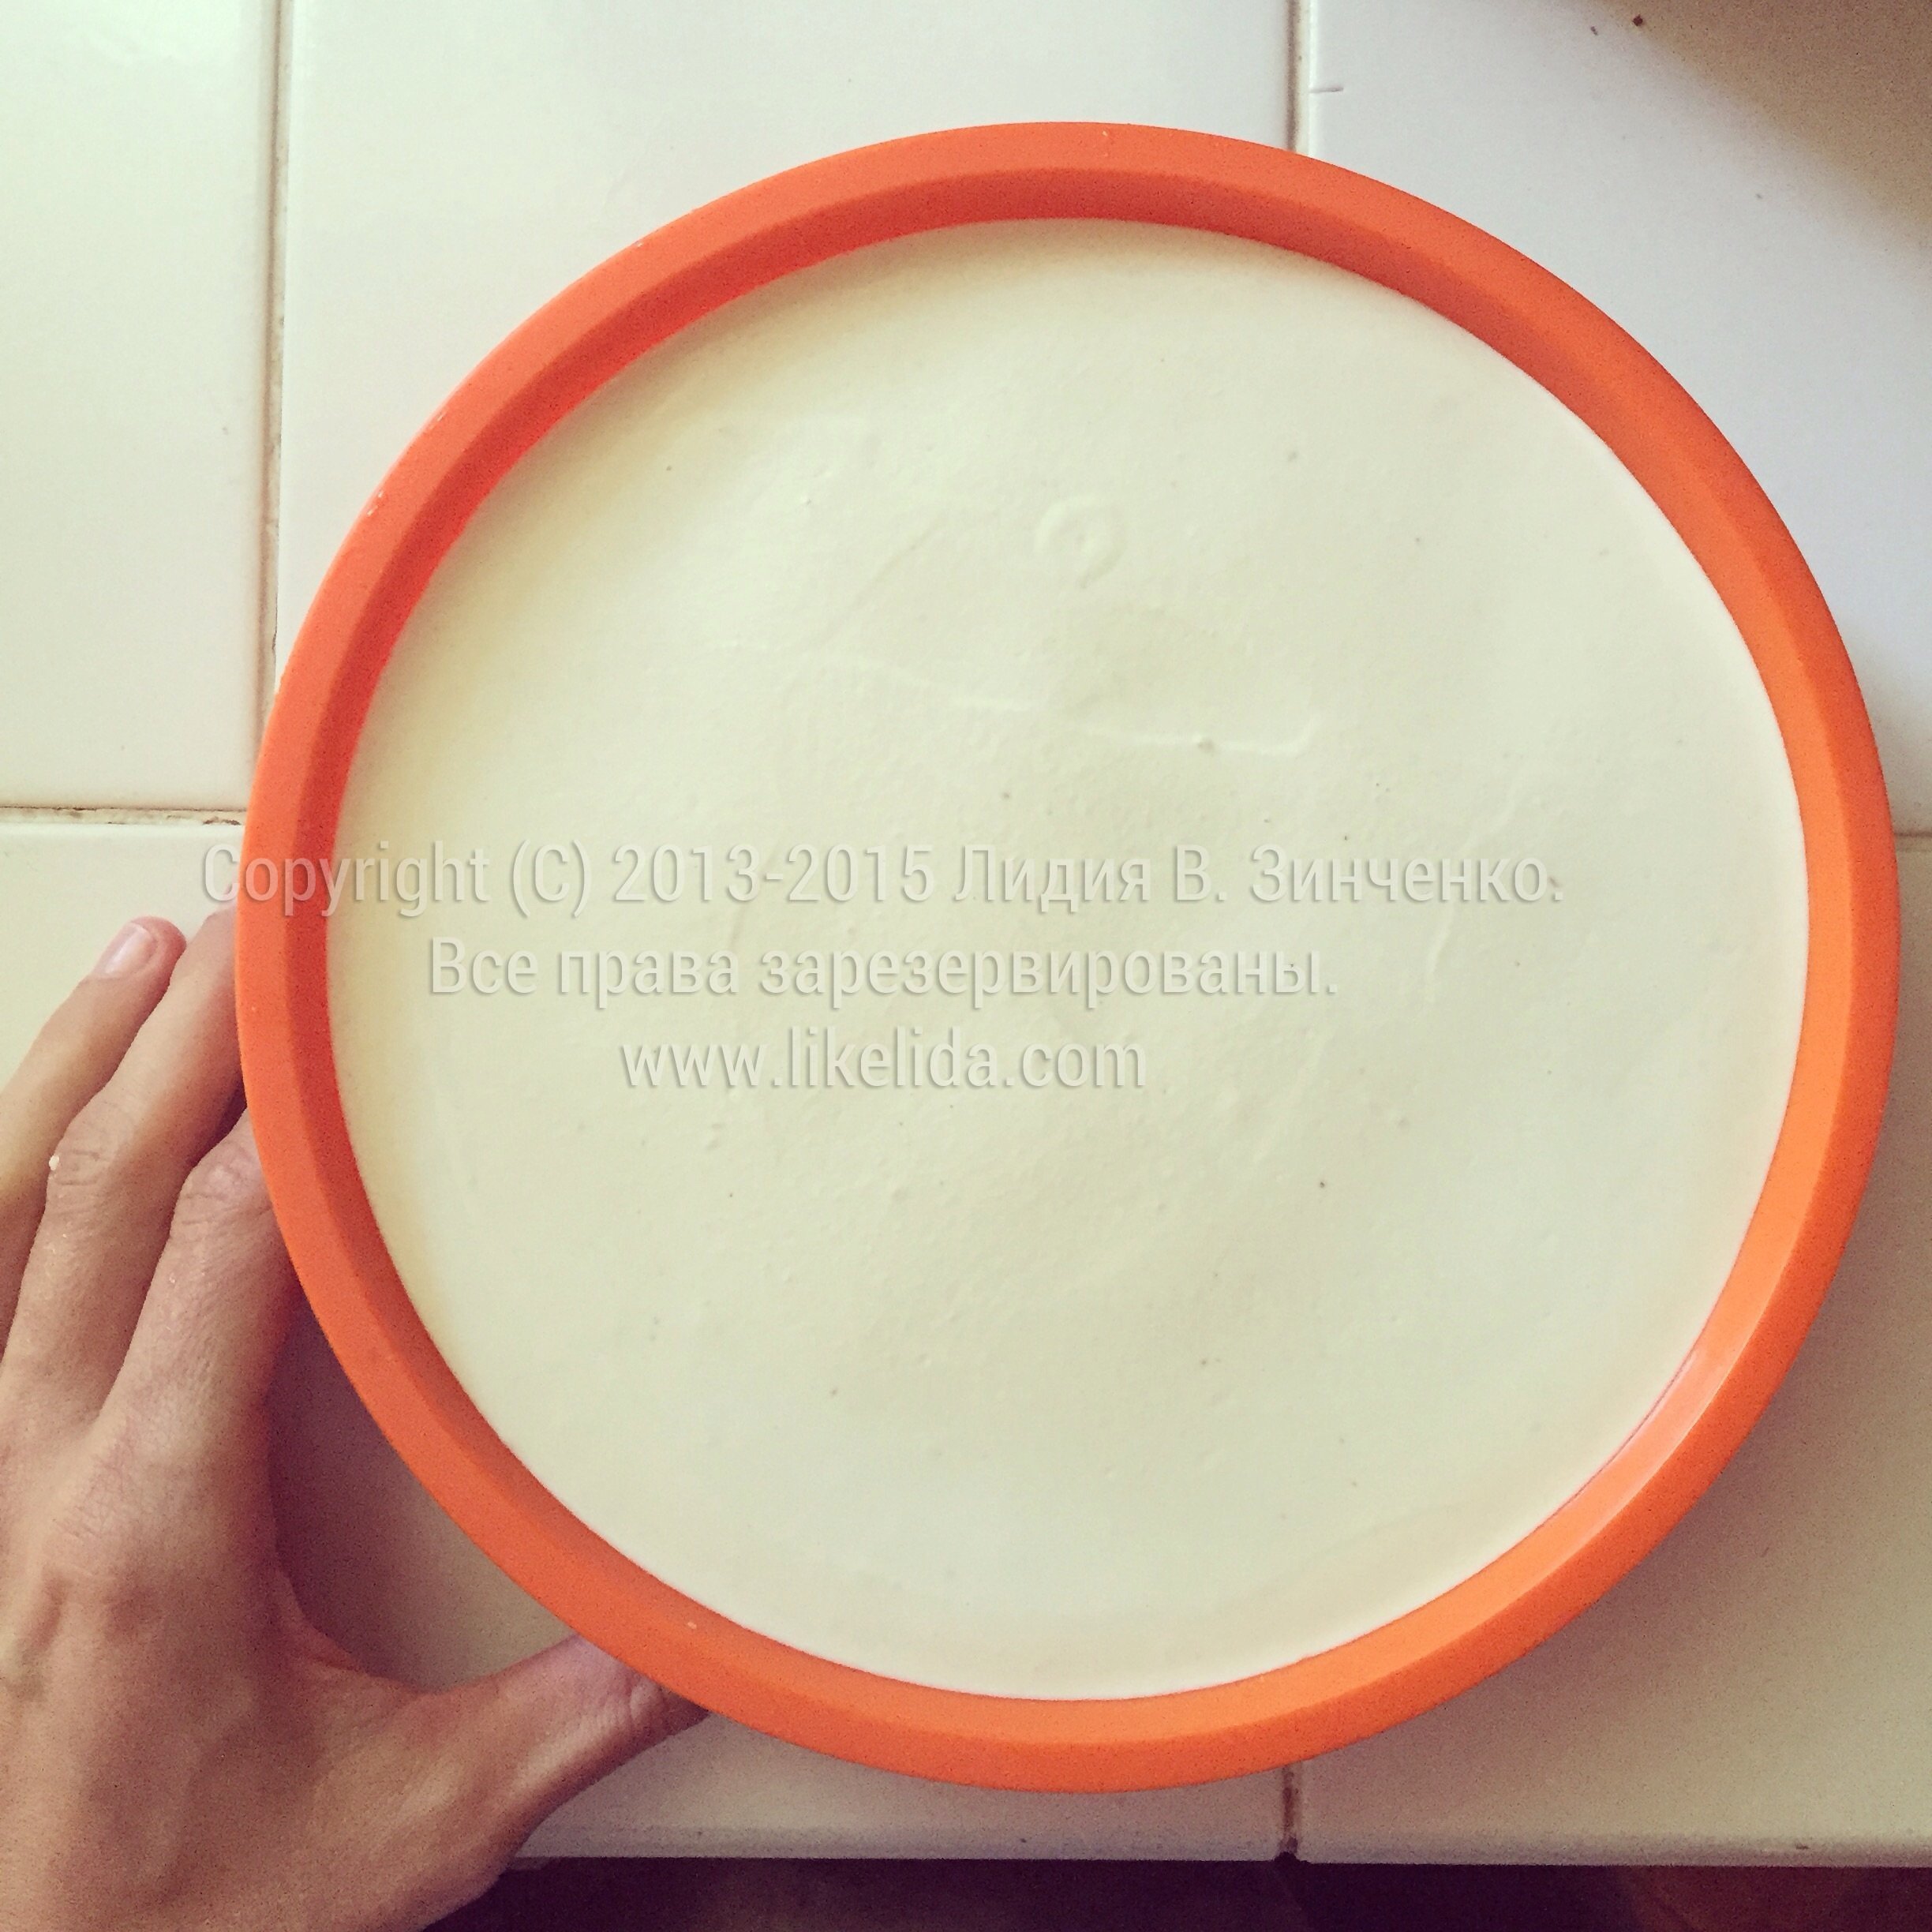 Copyright (C) 2013-2015 Лидия В. Зинченко.
Все права зарезервированы.
www.likelida.com